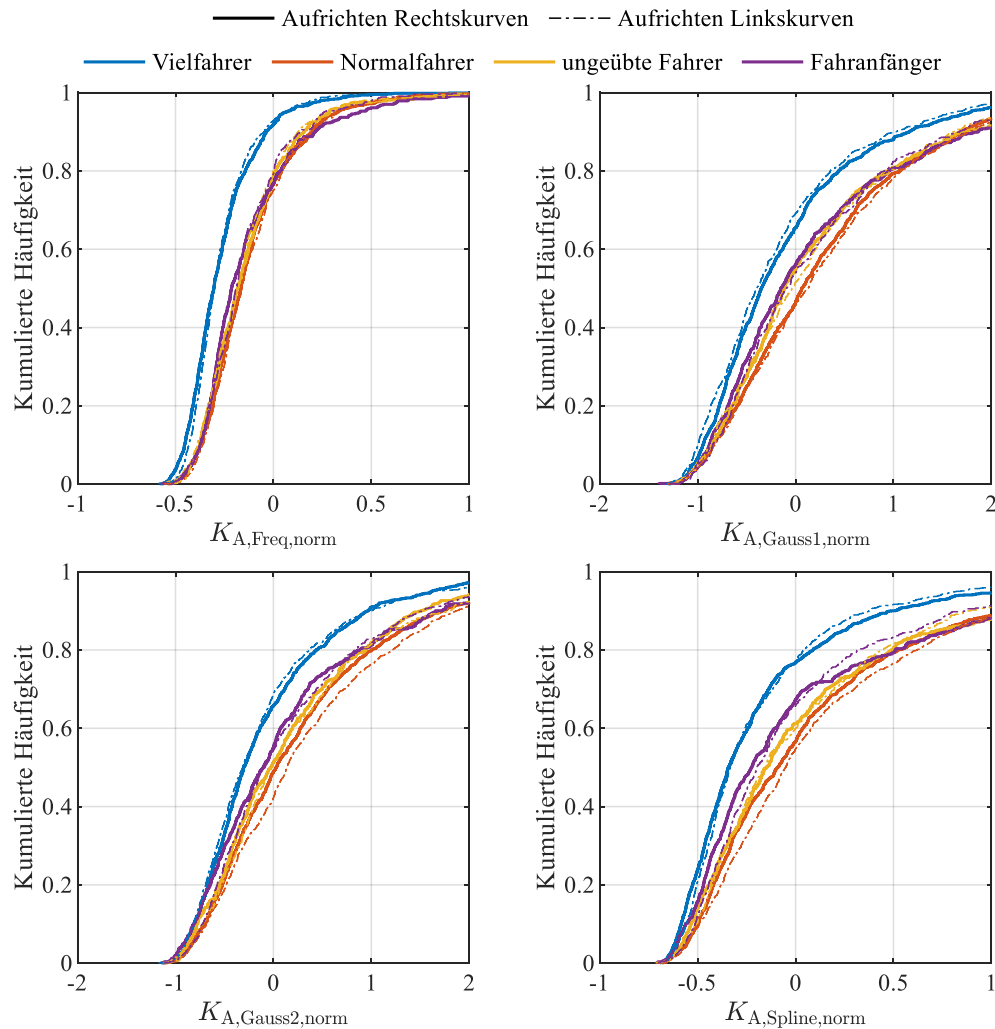 Aufrichten Rechtskurven Aufrichten Linkskurven
Vielfahrer Normalfahrer ungeübte Fahrer Fahranfänger
Kumulierte Häufigkeit
1
0.8
0.6
0.4
0.2
0
-1 -0.5 0 0.5 1
K_A,Freq,norm
Kumulierte Häufigkeit
1
0.8
0.6
0.4
0.2
0
-2 -1 0 1 2
K_A,Gauss1,norm
Kumulierte Häufigkeit
1
0.8
0.6
0.4
0.2
0
-2 -1 0 1 2
K_A,Gauss2,norm
Kumulierte Häufigkeit
1
0.8
0.6
0.4
0.2
0
-1 -0.5 0 0.5 1
K_A,Spline,norm